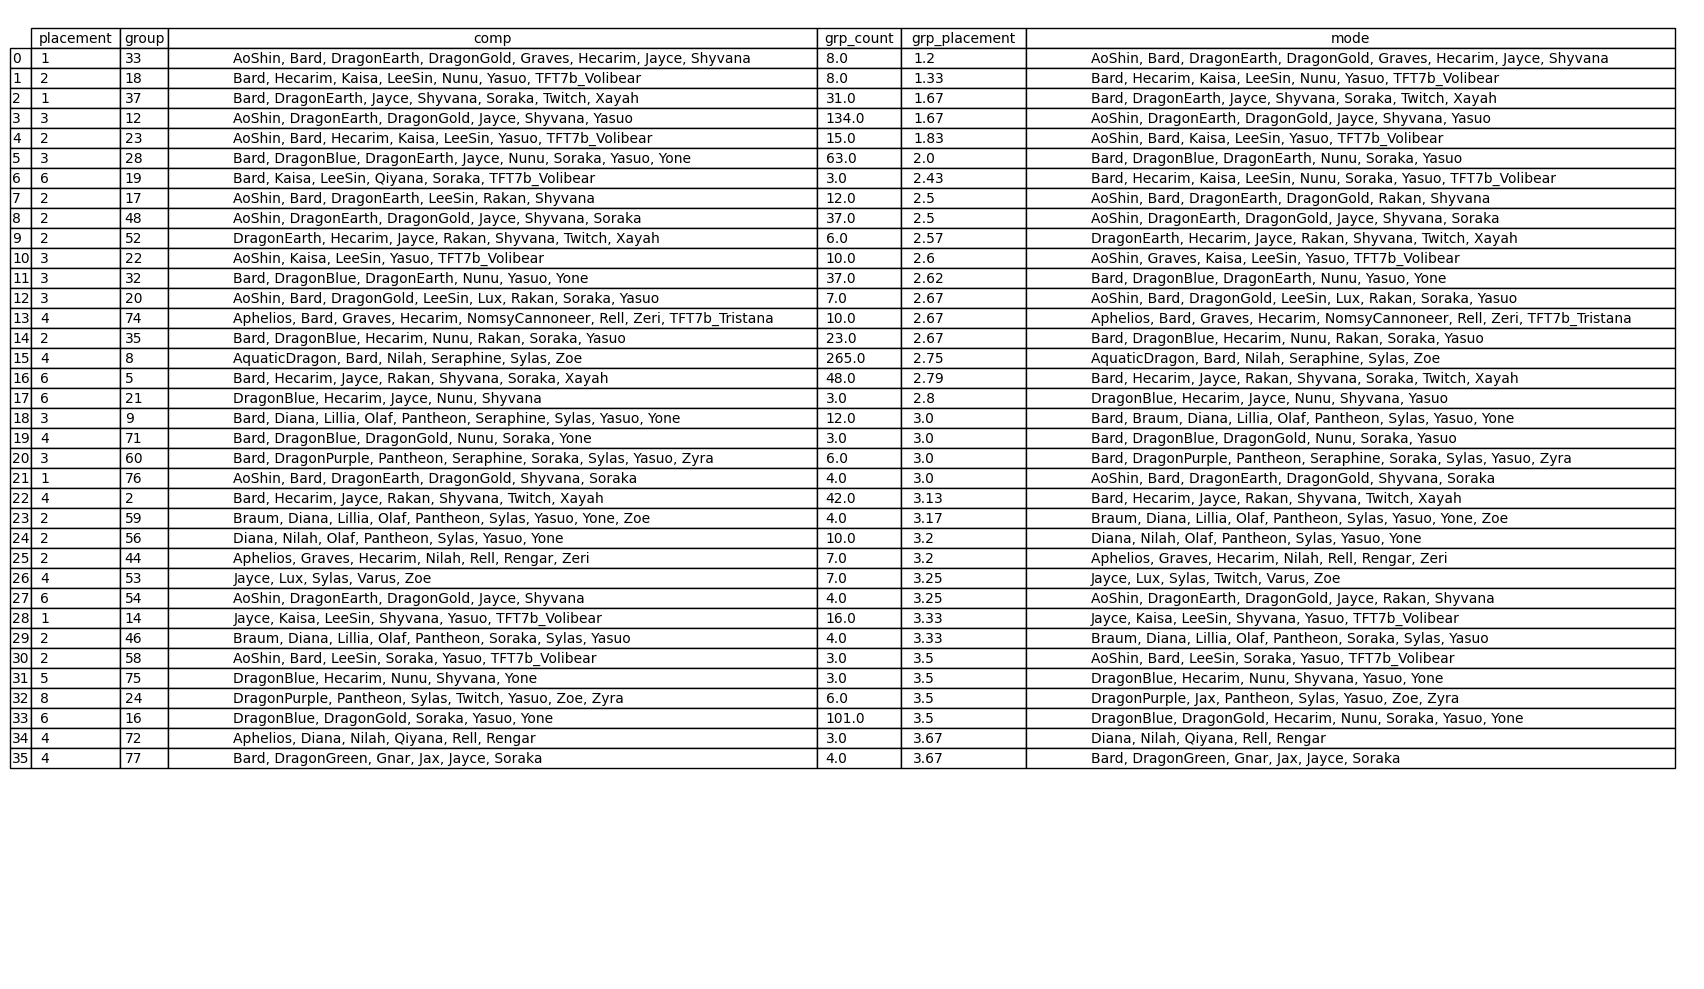 placement group comp grp_count grp_placement mode
0 1 33 AoShin, Bard, DragonEarth, DragonGold, Graves, Hecarim, Jayce, Shyvana 8.0 1.2 AoShin, Bard, DragonEarth, DragonGold, Graves, Hecarim, Jayce, Shyvana
1 2 18 Bard, Hecarim, Kaisa, LeeSin, Nunu, Yasuo, TFT7b_Volibear 8.0 1.33 Bard, Hecarim, Kaisa, LeeSin, Nunu, Yasuo, TFT7b_Volibear
2 1 37 Bard, DragonEarth, Jayce, Shyvana, Soraka, Twitch, Xayah 31.0 1.67 Bard, DragonEarth, Jayce, Shyvana, Soraka, Twitch, Xayah
3 3 12 AoShin, DragonEarth, DragonGold, Jayce, Shyvana, Yasuo 134.0 1.67 AoShin, DragonEarth, DragonGold, Jayce, Shyvana, Yasuo
4 2 23 AoShin, Bard, Hecarim, Kaisa, LeeSin, Yasuo, TFT7b_Volibear 15.0 1.83 AoShin, Bard, Kaisa, LeeSin, Yasuo, TFT7b_Volibear
5 3 28 Bard, DragonBlue, DragonEarth, Jayce, Nunu, Soraka, Yasuo, Yone 63.0 2.0 Bard, DragonBlue, DragonEarth, Nunu, Soraka, Yasuo
6 6 19 Bard, Kaisa, LeeSin, Qiyana, Soraka, TFT7b_Volibear 3.0 2.43 Bard, Hecarim, Kaisa, LeeSin, Nunu, Soraka, Yasuo, TFT7b_Volibear
7 2 17 AoShin, Bard, DragonEarth, LeeSin, Rakan, Shyvana 12.0 2.5 AoShin, Bard, DragonEarth, DragonGold, Rakan, Shyvana
8 2 48 AoShin, DragonEarth, DragonGold, Jayce, Shyvana, Soraka 37.0 2.5 AoShin, DragonEarth, DragonGold, Jayce, Shyvana, Soraka
9 2 52 DragonEarth, Hecarim, Jayce, Rakan, Shyvana, Twitch, Xayah 6.0 2.57 DragonEarth, Hecarim, Jayce, Rakan, Shyvana, Twitch, Xayah
10 3 22 AoShin, Kaisa, LeeSin, Yasuo, TFT7b_Volibear 10.0 2.6 AoShin, Graves, Kaisa, LeeSin, Yasuo, TFT7b_Volibear
11 3 32 Bard, DragonBlue, DragonEarth, Nunu, Yasuo, Yone 37.0 2.62 Bard, DragonBlue, DragonEarth, Nunu, Yasuo, Yone
12 3 20 AoShin, Bard, DragonGold, LeeSin, Lux, Rakan, Soraka, Yasuo 7.0 2.67 AoShin, Bard, DragonGold, LeeSin, Lux, Rakan, Soraka, Yasuo
13 4 74 Aphelios, Bard, Graves, Hecarim, NomsyCannoneer, Rell, Zeri, TFT7b_Tristana 10.0 2.67 Aphelios, Bard, Graves, Hecarim, NomsyCannoneer, Rell, Zeri, TFT7b_Tristana
14 2 35 Bard, DragonBlue, Hecarim, Nunu, Rakan, Soraka, Yasuo 23.0 2.67 Bard, DragonBlue, Hecarim, Nunu, Rakan, Soraka, Yasuo
15 4 8 AquaticDragon, Bard, Nilah, Seraphine, Sylas, Zoe 265.0 2.75 AquaticDragon, Bard, Nilah, Seraphine, Sylas, Zoe
16 6 5 Bard, Hecarim, Jayce, Rakan, Shyvana, Soraka, Xayah 48.0 2.79 Bard, Hecarim, Jayce, Rakan, Shyvana, Soraka, Twitch, Xayah
17 6 21 DragonBlue, Hecarim, Jayce, Nunu, Shyvana 3.0 2.8 DragonBlue, Hecarim, Jayce, Nunu, Shyvana, Yasuo
18 3 9 Bard, Diana, Lillia, Olaf, Pantheon, Seraphine, Sylas, Yasuo, Yone 12.0 3.0 Bard, Braum, Diana, Lillia, Olaf, Pantheon, Sylas, Yasuo, Yone
19 4 71 Bard, DragonBlue, DragonGold, Nunu, Soraka, Yone 3.0 3.0 Bard, DragonBlue, DragonGold, Nunu, Soraka, Yasuo
20 3 60 Bard, DragonPurple, Pantheon, Seraphine, Soraka, Sylas, Yasuo, Zyra 6.0 3.0 Bard, DragonPurple, Pantheon, Seraphine, Soraka, Sylas, Yasuo, Zyra
21 1 76 AoShin, Bard, DragonEarth, DragonGold, Shyvana, Soraka 4.0 3.0 AoShin, Bard, DragonEarth, DragonGold, Shyvana, Soraka
22 4 2 Bard, Hecarim, Jayce, Rakan, Shyvana, Twitch, Xayah 42.0 3.13 Bard, Hecarim, Jayce, Rakan, Shyvana, Twitch, Xayah
23 2 59 Braum, Diana, Lillia, Olaf, Pantheon, Sylas, Yasuo, Yone, Zoe 4.0 3.17 Braum, Diana, Lillia, Olaf, Pantheon, Sylas, Yasuo, Yone, Zoe
24 2 56 Diana, Nilah, Olaf, Pantheon, Sylas, Yasuo, Yone 10.0 3.2 Diana, Nilah, Olaf, Pantheon, Sylas, Yasuo, Yone
25 2 44 Aphelios, Graves, Hecarim, Nilah, Rell, Rengar, Zeri 7.0 3.2 Aphelios, Graves, Hecarim, Nilah, Rell, Rengar, Zeri
26 4 53 Jayce, Lux, Sylas, Varus, Zoe 7.0 3.25 Jayce, Lux, Sylas, Twitch, Varus, Zoe
27 6 54 AoShin, DragonEarth, DragonGold, Jayce, Shyvana 4.0 3.25 AoShin, DragonEarth, DragonGold, Jayce, Rakan, Shyvana
28 1 14 Jayce, Kaisa, LeeSin, Shyvana, Yasuo, TFT7b_Volibear 16.0 3.33 Jayce, Kaisa, LeeSin, Shyvana, Yasuo, TFT7b_Volibear
29 2 46 Braum, Diana, Lillia, Olaf, Pantheon, Soraka, Sylas, Yasuo 4.0 3.33 Braum, Diana, Lillia, Olaf, Pantheon, Soraka, Sylas, Yasuo
30 2 58 AoShin, Bard, LeeSin, Soraka, Yasuo, TFT7b_Volibear 3.0 3.5 AoShin, Bard, LeeSin, Soraka, Yasuo, TFT7b_Volibear
31 5 75 DragonBlue, Hecarim, Nunu, Shyvana, Yone 3.0 3.5 DragonBlue, Hecarim, Nunu, Shyvana, Yasuo, Yone
32 8 24 DragonPurple, Pantheon, Sylas, Twitch, Yasuo, Zoe, Zyra 6.0 3.5 DragonPurple, Jax, Pantheon, Sylas, Yasuo, Zoe, Zyra
33 6 16 DragonBlue, DragonGold, Soraka, Yasuo, Yone 101.0 3.5 DragonBlue, DragonGold, Hecarim, Nunu, Soraka, Yasuo, Yone
34 4 72 Aphelios, Diana, Nilah, Qiyana, Rell, Rengar 3.0 3.67 Diana, Nilah, Qiyana, Rell, Rengar
35 4 77 Bard, DragonGreen, Gnar, Jax, Jayce, Soraka 4.0 3.67 Bard, DragonGreen, Gnar, Jax, Jayce, Soraka